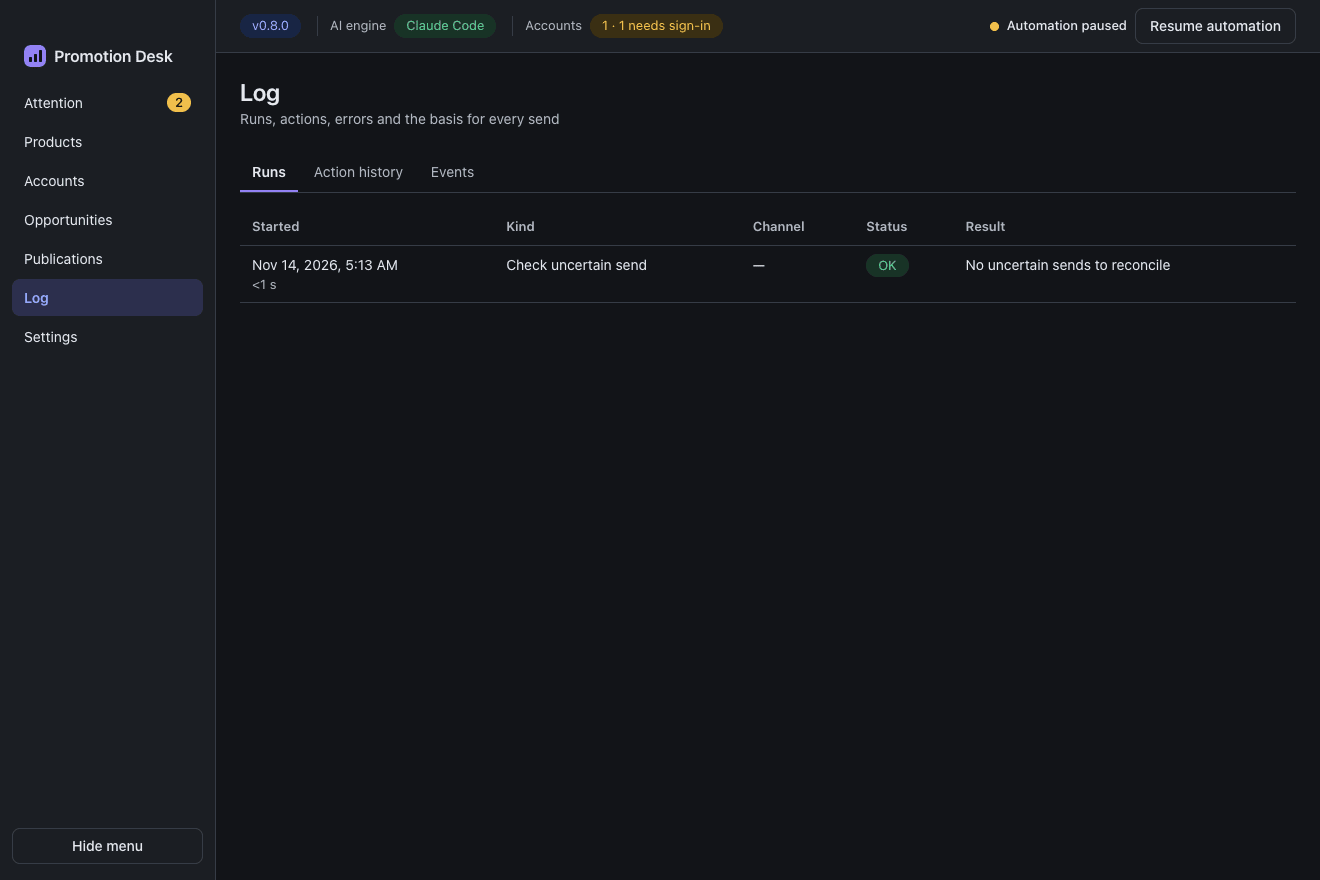 Promotion Desk
Attention 2
Products
Accounts
Opportunities
Publications
Log
Settings
Hide menu
v0.8.0 AI engine Claude Code Accounts 1 · 1 needs sign-in Automation paused Resume automation
Log
Runs, actions, errors and the basis for every send
Runs Action history Events
Started Kind Channel Status Result
Nov 14, 2026, 5:13 AM Check uncertain send — OK No uncertain sends to reconcile
<1 s